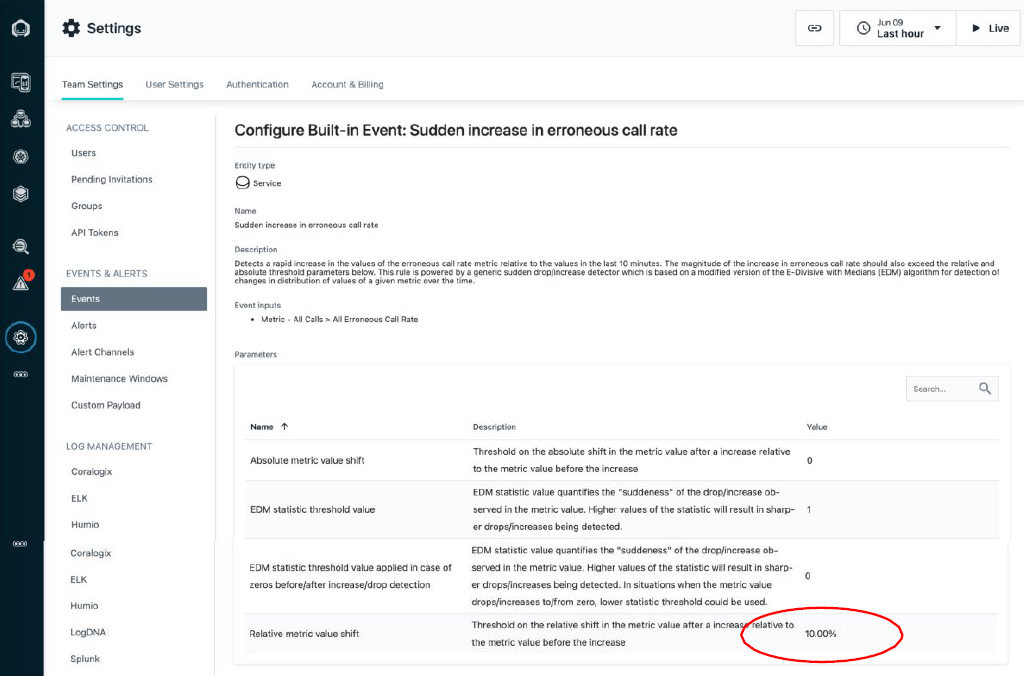 Settings
Jun 09
Last hour
Live
Team Settings
User Settings
Authentication
Account & Billing
ACCESS CONTROL
Users
Pending Invitations
Groups
API Tokens
EVENTS & ALERTS
1
Events
Alerts
Alert Channels
Maintenance Windows
Custom Payload
LOG MANAGEMENT
Coralogix
ELK
Humio
Coralogix
ELK
Humio
LogDNA
Splunk
Configure Built-in Event: Sudden increase in erroneous call rate
Entity type
Service
Name
Sudden increase in erroneous call rate
Description
Detects a rapid increase in the values of the erroneous call rate metric relative to the values in the last 10 minutes. The magnitude of the increase in erroneous call rate should also exceed the relative and
absolute threshold parameters below. This rule is powered by a generic sudden drop/increase detector which is based on a modified version of the E-Divisive with Medians (EDM) algorithm for detection of
changes in distribution of values of a given metric over the time.
Event inputs
• Metric - All Calls > All Erroneous Call Rate
Parameters
Search...
Name ↑
Description
Value
Absolute metric value shift
Threshold on the absolute shift in the metric value after a increase relative
to the metric value before the increase
0
EDM statistic threshold value
EDM statistic value quantifies the "suddeness" of the drop/increase ob-
served in the metric value. Higher values of the statistic will result in sharp-
er drops/increases being detected.
1
EDM statistic threshold value applied in case of
zeros before/after increase/drop detection
EDM statistic value quantifies the "suddeness" of the drop/increase ob-
served in the metric value. Higher values of the statistic will result in sharp-
er drops/increases being detected. In situations when the metric value
drops/increases to/from zero, lower statistic threshold could be used.
0
Relative metric value shift
Threshold on the relative shift in the metric value after a increase relative to
the metric value before the increase
10.00%